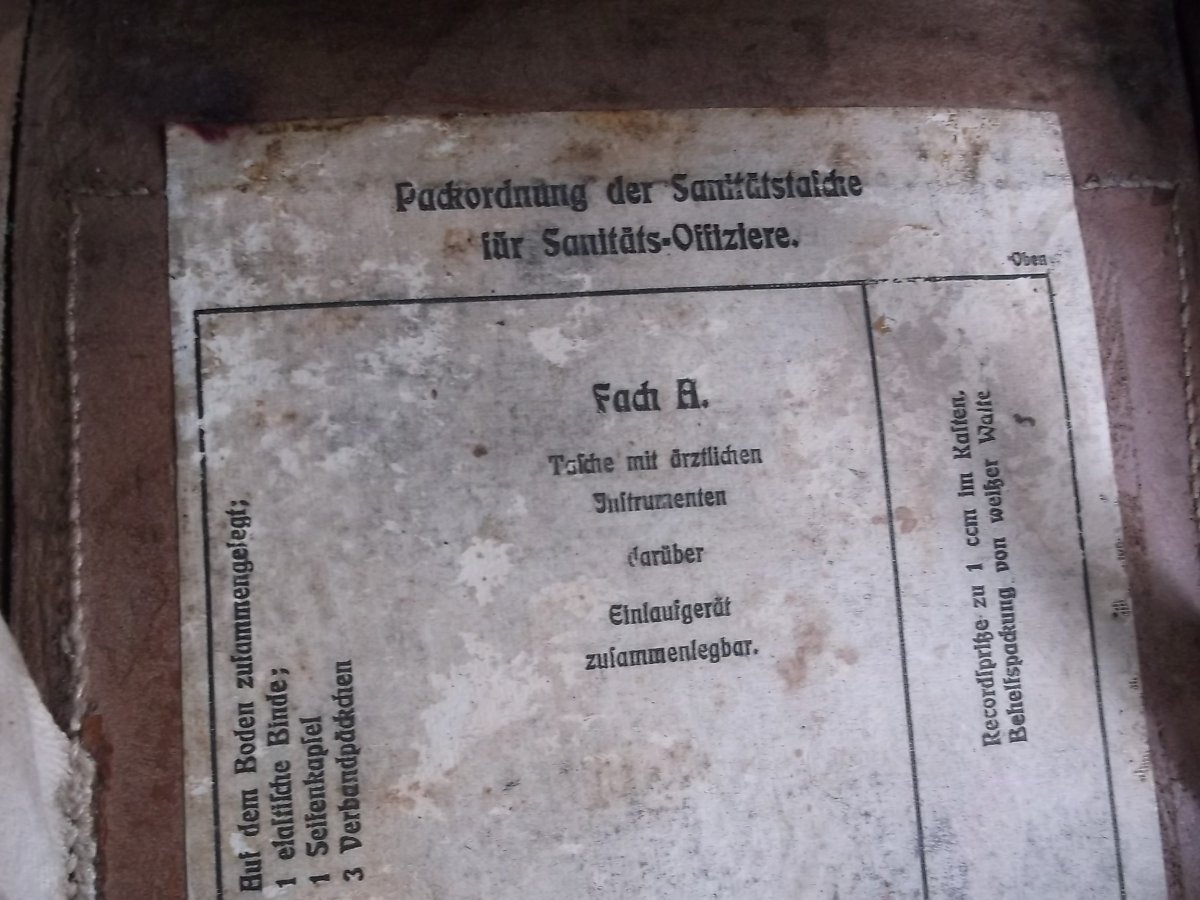 Packordnung der Sanitätstaſche
für Sanitäts-Offiziere.
Oben
Auf dem Boden zuſammengelegt;
1 elaſtiſche Binde;
1 Seifenkapſel
3 Verbandpäckchen
Fach A.
Taſche mit ärztlichen
Inſtrumenten
darüber
Einlaufgerät
zuſammenlegbar.
Recordſpritze zu 1 ccm im Kaſten.
Behelfspackung von weißer Watte